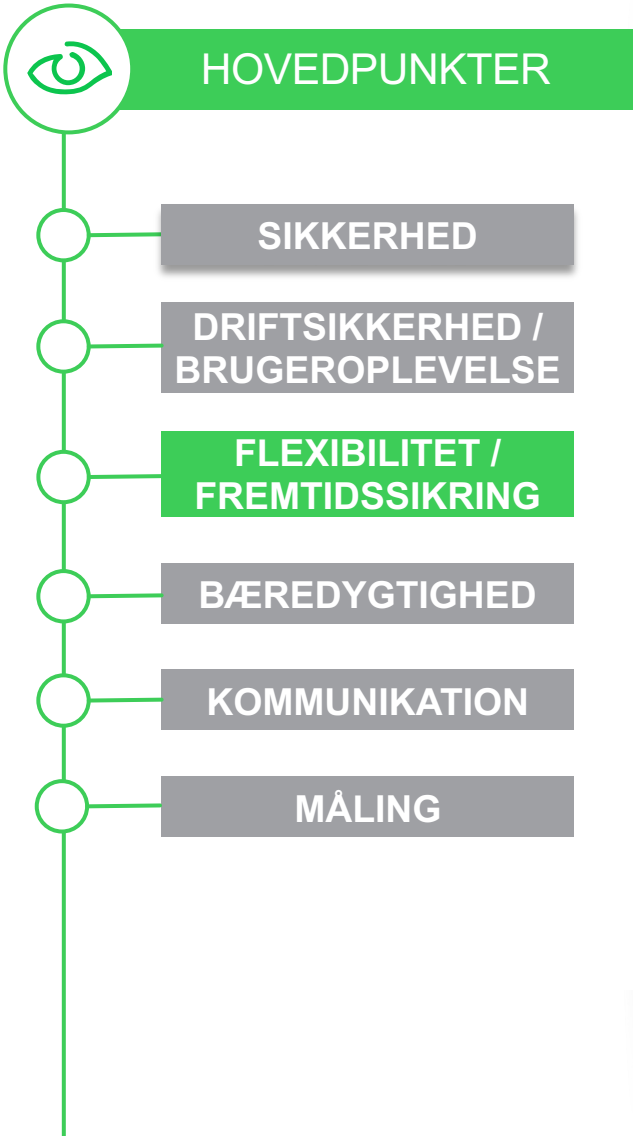 HOVEDPUNKTER
SIKKERHED
DRIFTSIKKERHED /
BRUGEROPLEVELSE
FLEXIBILITET /
FREMTIDSSIKRING
BÆREDYGTIGHED
KOMMUNIKATION
MÅLING